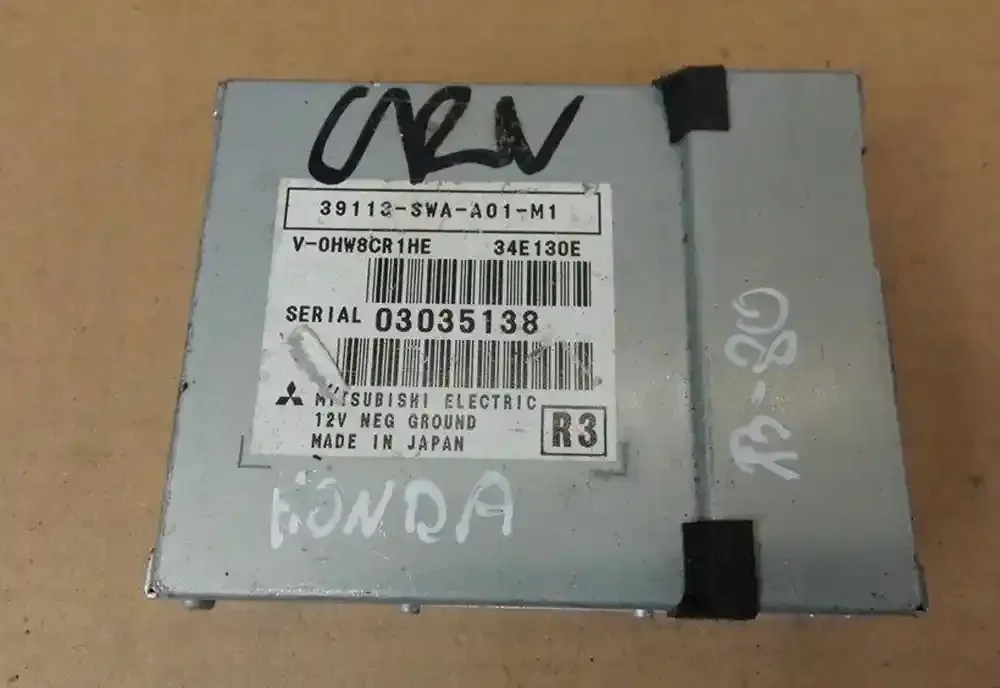 CRV
39113-SWA-A01-M1
V-0HW8CR1HE 34E130E
SERIAL 03035138
MITSUBISHI ELECTRIC
12V NEG GROUND
MADE IN JAPAN
R3
HONDA
B-80